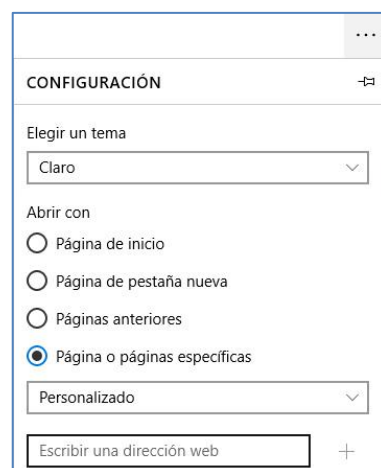 ...
CONFIGURACIÓN
Elegir un tema
Claro
Abrir con
Página de inicio
Página de pestaña nueva
Páginas anteriores
Página o páginas específicas
Personalizado
Escribir una dirección web